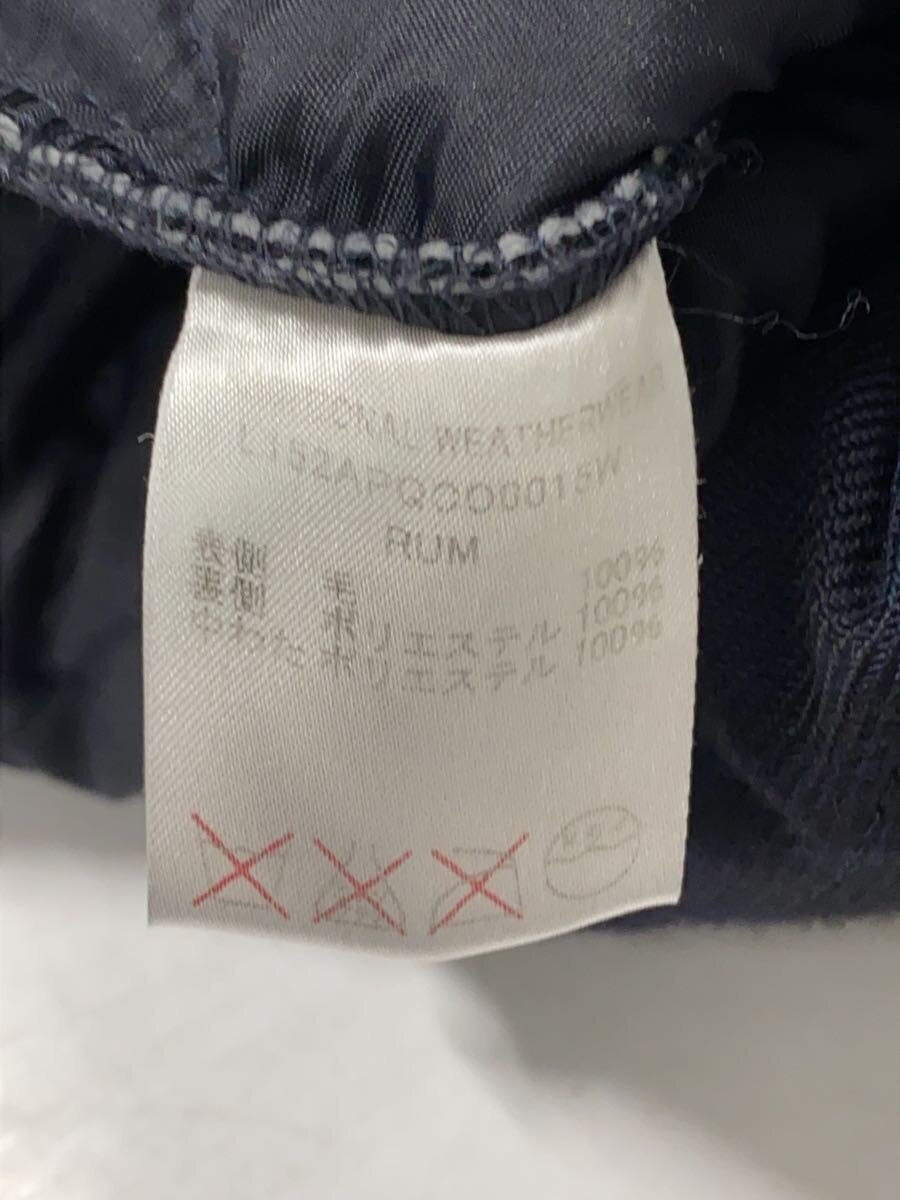 ONAL WEATHERWEAR
L152APQCO0015W
RUM
表側 毛 100%
裏側 ポリエステル 100%
中わた ポリエステル 100%